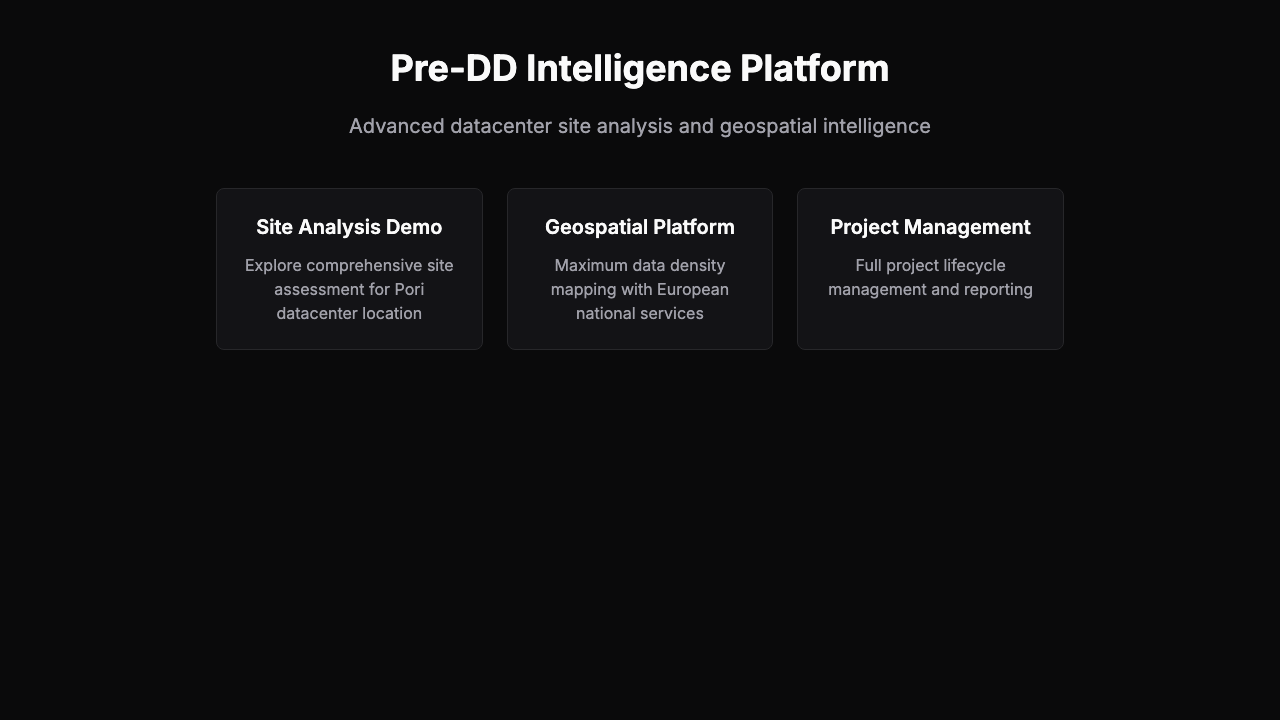 Pre-DD Intelligence Platform
Advanced datacenter site analysis and geospatial intelligence
Site Analysis Demo
Explore comprehensive site
assessment for Pori
datacenter location
Geospatial Platform
Maximum data density
mapping with European
national services
Project Management
Full project lifecycle
management and reporting